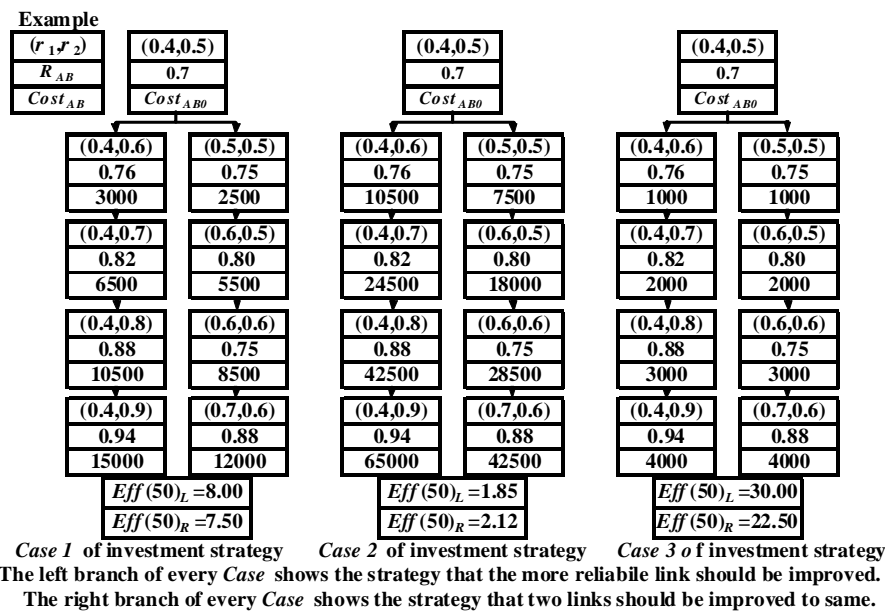 Example
(r 1,r 2) (0.4,0.5) (0.4,0.5) (0.4,0.5)
R AB 0.7 0.7 0.7
Cost AB Cost AB0 Cost AB0 Cost AB0
(0.4,0.6) (0.5,0.5) (0.4,0.6) (0.5,0.5) (0.4,0.6) (0.5,0.5)
0.76 0.75 0.76 0.75 0.76 0.75
3000 2500 10500 7500 1000 1000
(0.4,0.7) (0.6,0.5) (0.4,0.7) (0.6,0.5) (0.4,0.7) (0.6,0.5)
0.82 0.80 0.82 0.80 0.82 0.80
6500 5500 24500 18000 2000 2000
(0.4,0.8) (0.6,0.6) (0.4,0.8) (0.6,0.6) (0.4,0.8) (0.6,0.6)
0.88 0.75 0.88 0.75 0.88 0.75
10500 8500 42500 28500 3000 3000
(0.4,0.9) (0.7,0.6) (0.4,0.9) (0.7,0.6) (0.4,0.9) (0.7,0.6)
0.94 0.88 0.94 0.88 0.94 0.88
15000 12000 65000 42500 4000 4000
Eff(50)L =8.00 Eff(50)L =1.85 Eff(50)L =30.00
Eff(50)R =7.50 Eff(50)R =2.12 Eff(50)R =22.50
Case 1 of investment strategy Case 2 of investment strategy Case 3 of investment strategy
The left branch of every Case shows the strategy that the more reliabile link should be improved.
The right branch of every Case shows the strategy that two links should be improved to same.